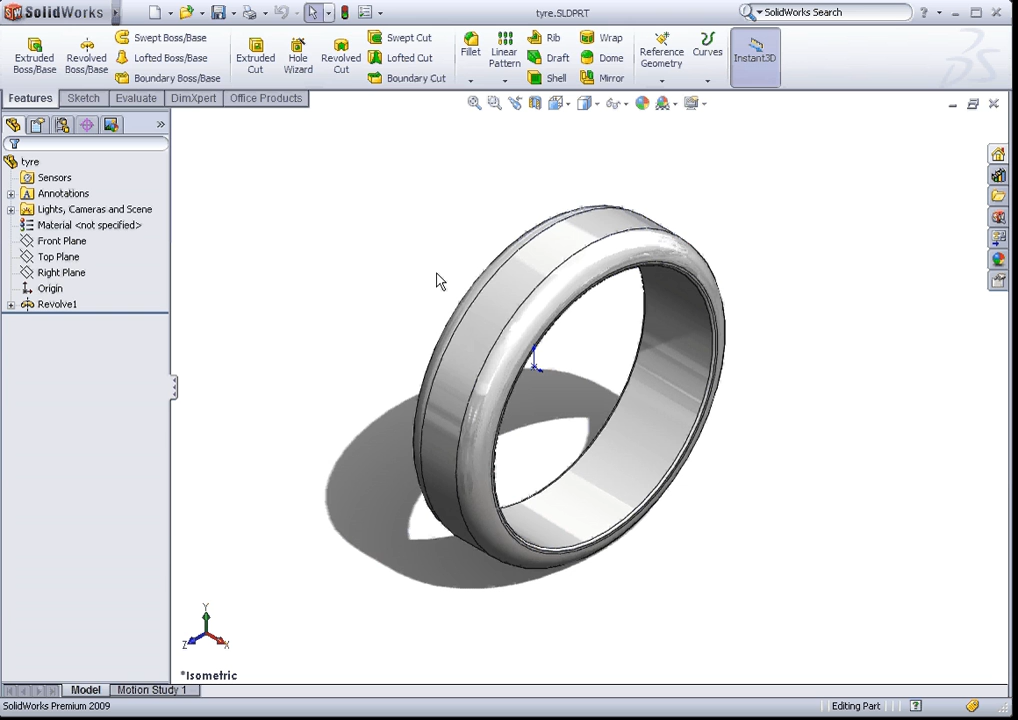 SolidWorks
tyre.SLDPRT
SolidWorks Search
Extruded Boss/Base
Revolved Boss/Base
Swept Boss/Base
Lofted Boss/Base
Boundary Boss/Base
Extruded Cut
Hole Wizard
Revolved Cut
Swept Cut
Lofted Cut
Boundary Cut
Fillet
Linear Pattern
Rib
Draft
Shell
Wrap
Dome
Mirror
Reference Geometry
Curves
Instant3D
Features
Sketch
Evaluate
DimXpert
Office Products
tyre
Sensors
Annotations
Lights, Cameras and Scene
Material <not specified>
Front Plane
Top Plane
Right Plane
Origin
Revolve1
Y
Z
X
*Isometric
Model
Motion Study 1
SolidWorks Premium 2009
Editing Part